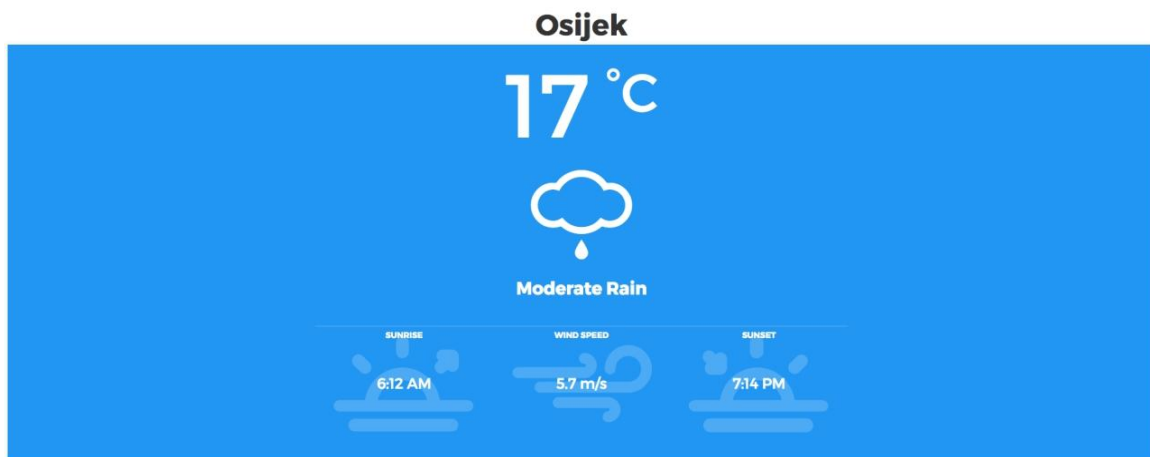 Osijek
17 °C
Moderate Rain
SUNRISE WIND SPEED SUNSET
6:12 AM 5.7 m/s 7:14 PM